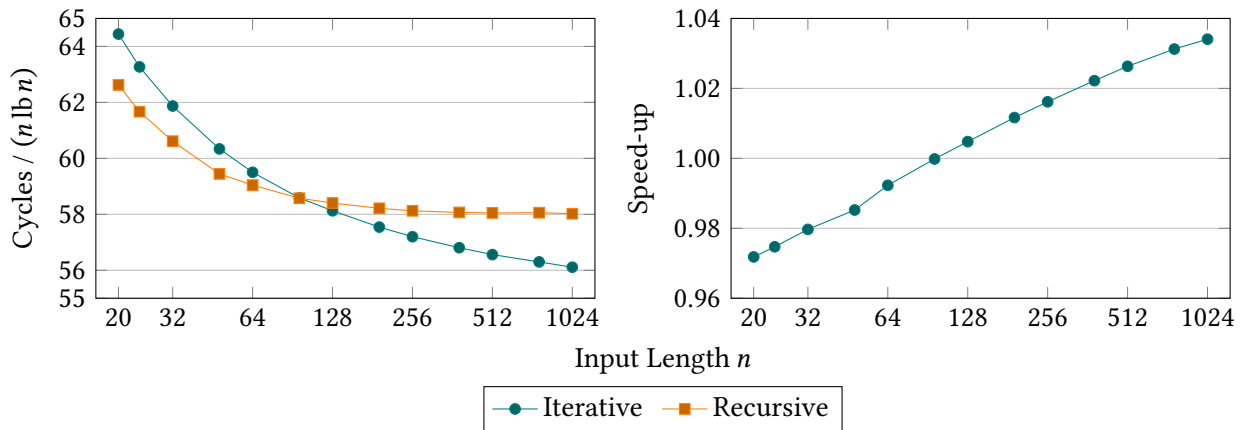 Cycles / (n lb n)
65
64
62
60
58
56
55
20 32 64 128 256 512 1024
Speed-up
1.04
1.02
1.00
0.98
0.96
20 32 64 128 256 512 1024
Input Length n
Iterative Recursive